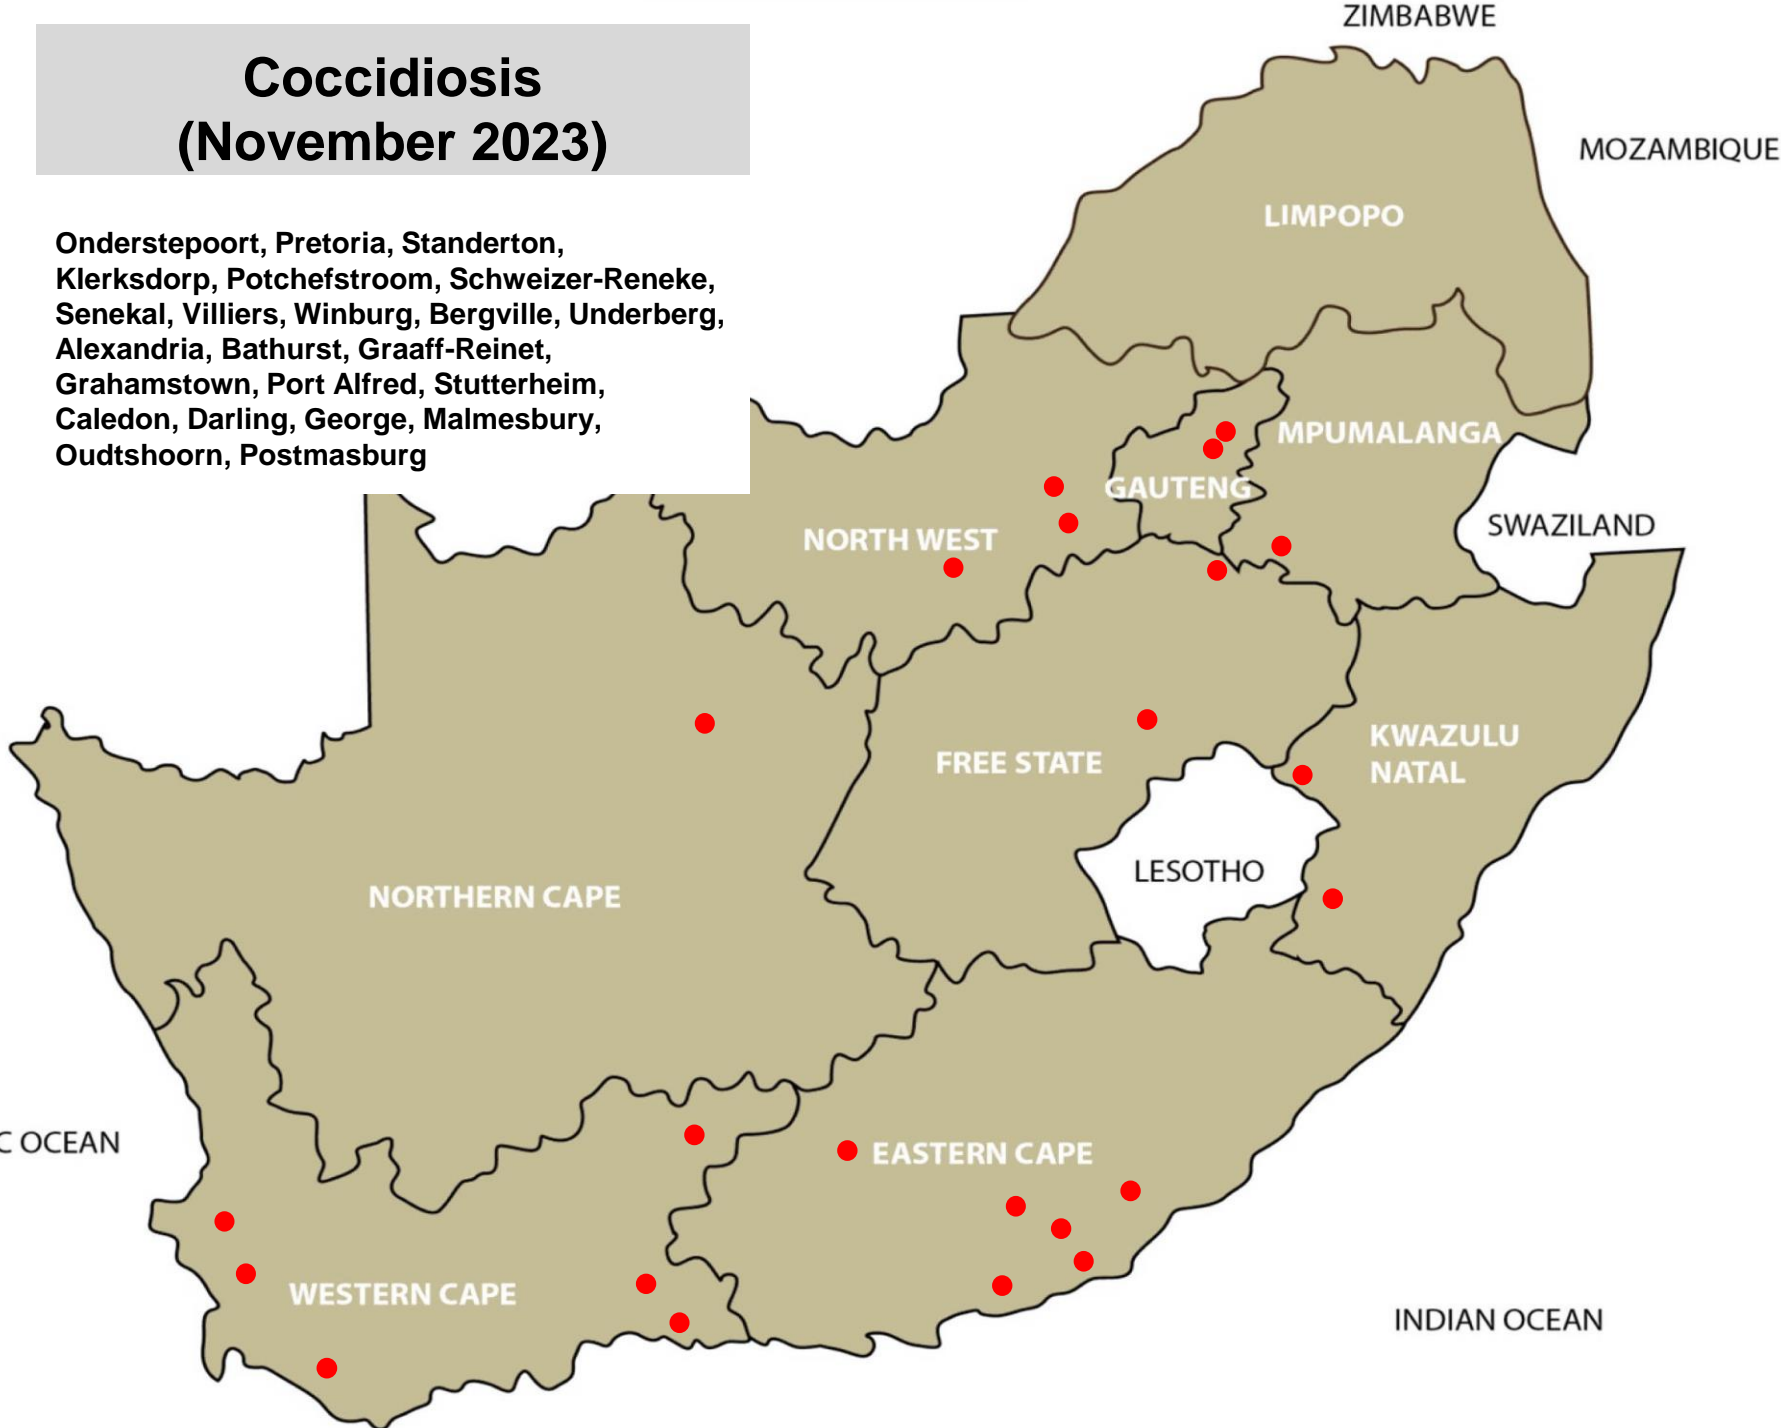 Coccidiosis
(November 2023)
Onderstepoort, Pretoria, Standerton,
Klerksdorp, Potchefstroom, Schweizer-Reneke,
Senekal, Villiers, Winburg, Bergville, Underberg,
Alexandria, Bathurst, Graaff-Reinet,
Grahamstown, Port Alfred, Stutterheim,
Caledon, Darling, George, Malmesbury,
Oudtshoorn, Postmasburg
ZIMBABWE
MOZAMBIQUE
LIMPOPO
MPUMALANGA
GAUTENG
SWAZILAND
NORTH WEST
KWAZULU
NATAL
FREE STATE
LESOTHO
NORTHERN CAPE
C OCEAN
EASTERN CAPE
WESTERN CAPE
INDIAN OCEAN